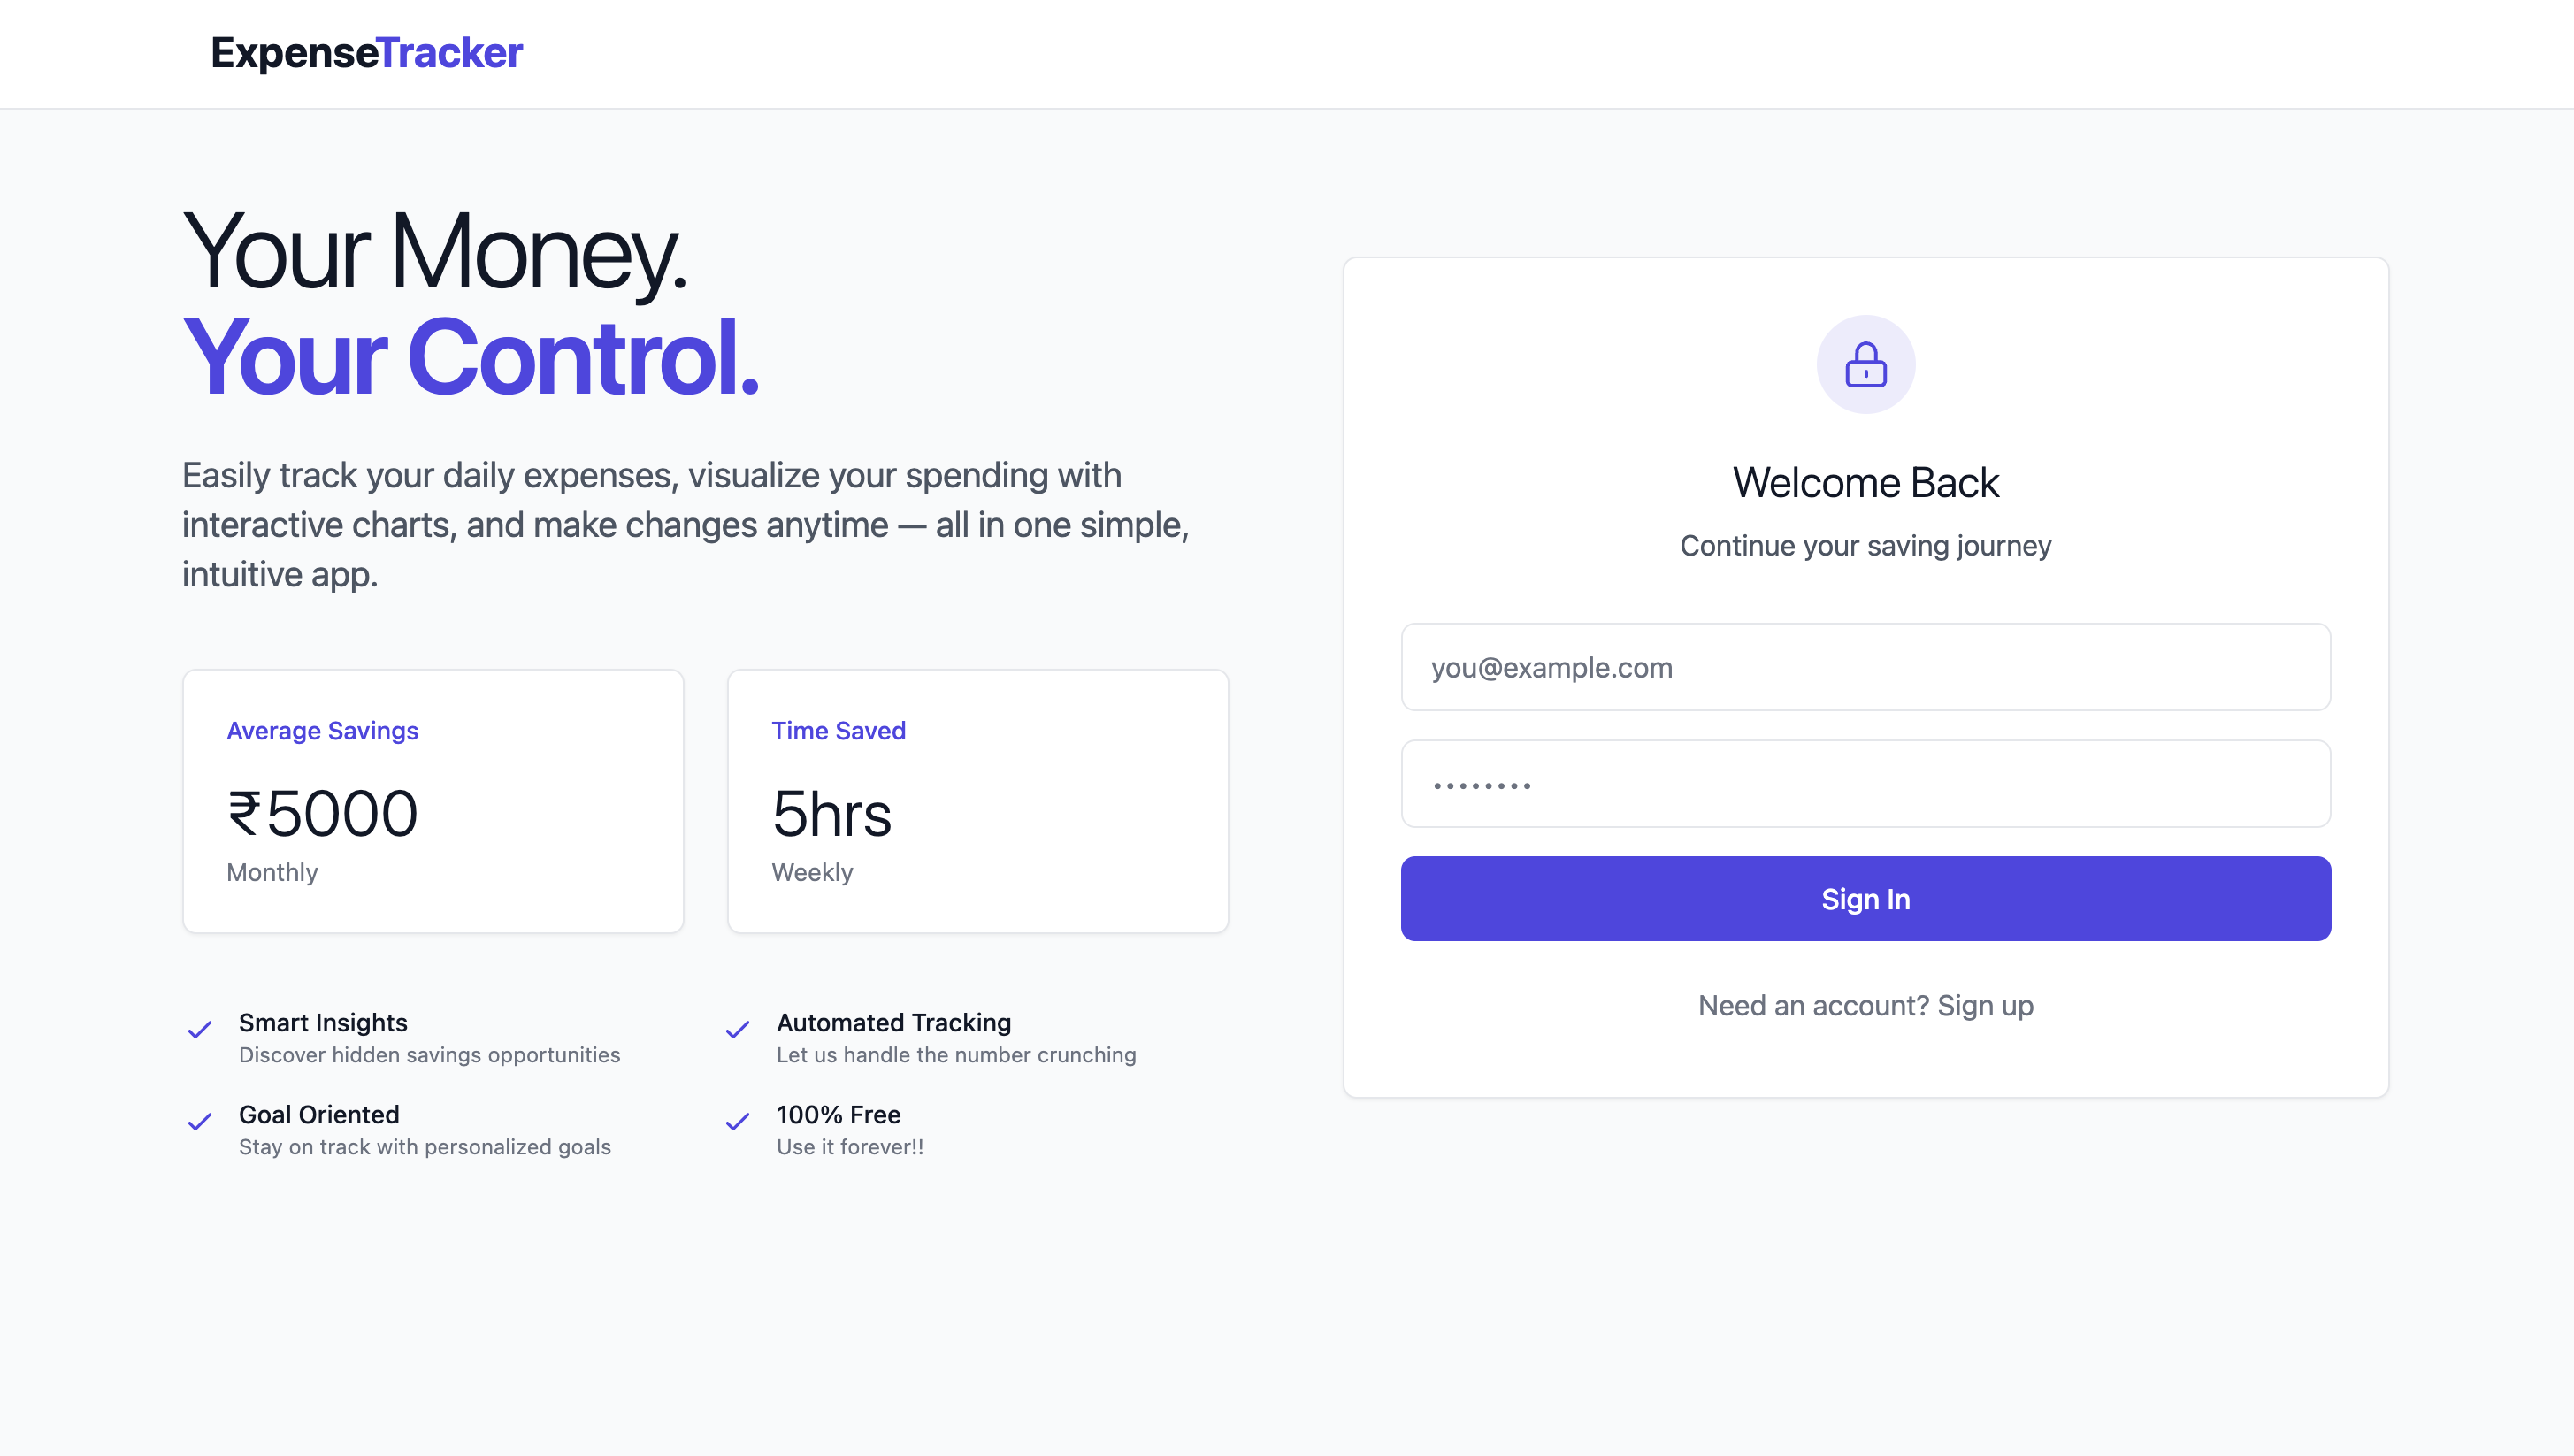 ExpenseTracker
Your Money.
Your Control.
Easily track your daily expenses, visualize your spending with
interactive charts, and make changes anytime — all in one simple,
intuitive app.
Average Savings
₹5000
Monthly
Time Saved
5hrs
Weekly
Smart Insights
Discover hidden savings opportunities
Automated Tracking
Let us handle the number crunching
Goal Oriented
Stay on track with personalized goals
100% Free
Use it forever!!
Welcome Back
Continue your saving journey
you@example.com
••••••••
Sign In
Need an account? Sign up